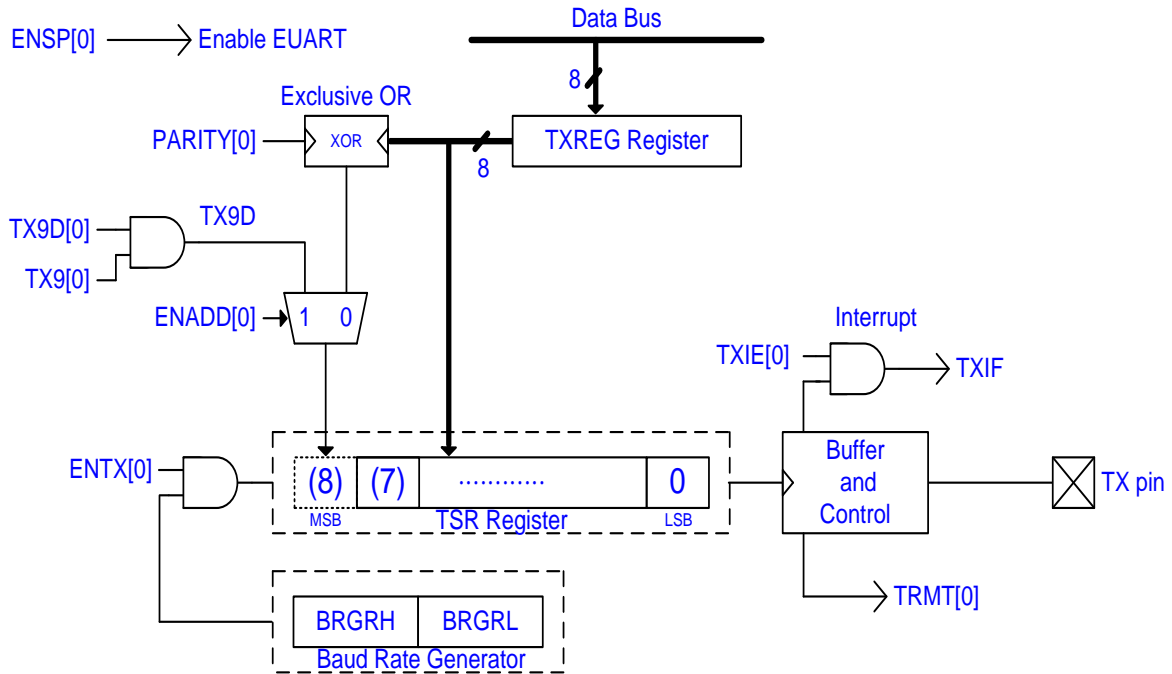 Data Bus
ENSP[0]
Enable EUART
8
Exclusive OR
PARITY[0]
XOR
8
TXREG Register
TX9D[0]
TX9D
TX9[0]
ENADD[0]
1 0
Interrupt
TXIE[0]
TXIF
ENTX[0]
(8) (7) ............ 0
MSB
TSR Register
LSB
Buffer
and
Control
TX pin
TRMT[0]
BRGRH BRGRL
Baud Rate Generator